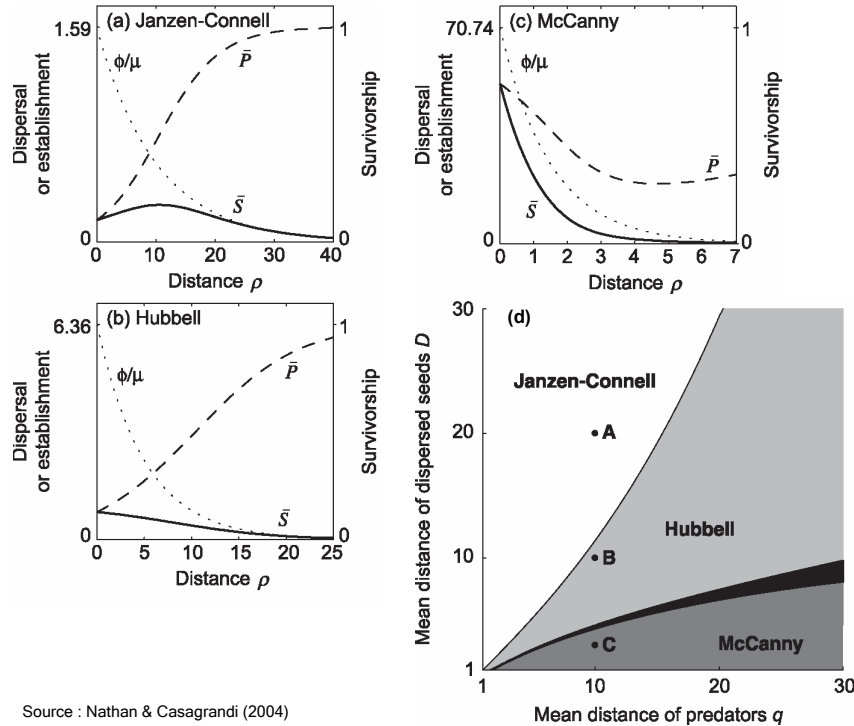 (a) Janzen-Connell
1.59
1
Dispersal
or establishment
Survivorship
ϕ/μ
P̄
S̄
0
0
0 10 20 30 40
Distance ρ
(c) McCanny
70.74
1
Dispersal
or establishment
Survivorship
ϕ/μ
P̄
S̄
0
0
0 1 2 3 4 5 6 7
Distance ρ
(b) Hubbell
6.36
1
Dispersal
or establishment
Survivorship
ϕ/μ
P̄
S̄
0
0
0 5 10 15 20 25
Distance ρ
(d)
30
20
10
1
Mean distance of dispersed seeds D
Janzen-Connell
A
Hubbell
B
C
McCanny
1 10 20 30
Mean distance of predators q
Source : Nathan & Casagrandi (2004)